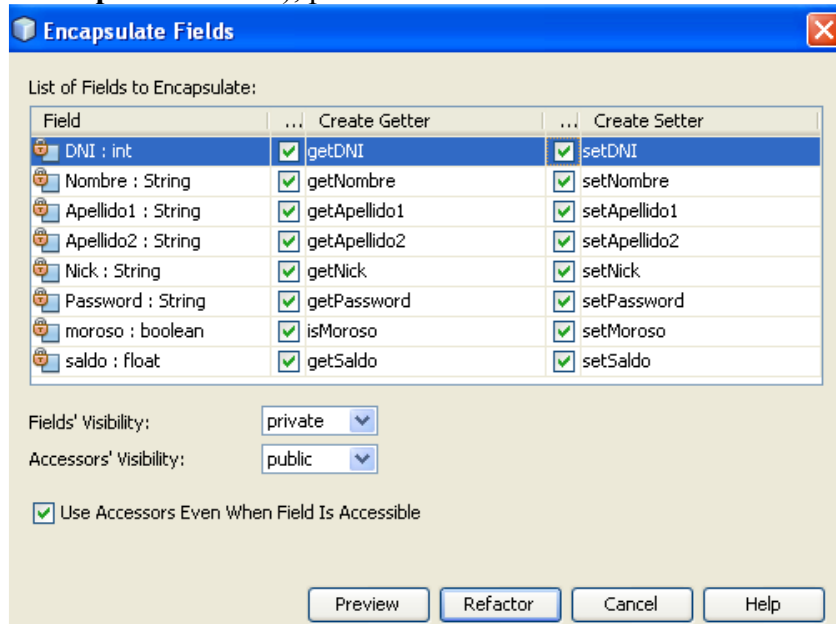 Encapsulate Fields
List of Fields to Encapsulate:
Field ... Create Getter ... Create Setter
DNI : int getDNI setDNI
Nombre : String getNombre setNombre
Apellido1 : String getApellido1 setApellido1
Apellido2 : String getApellido2 setApellido2
Nick : String getNick setNick
Password : String getPassword setPassword
moroso : boolean isMoroso setMoroso
saldo : float getSaldo setSaldo
Fields' Visibility: private
Accessors' Visibility: public
Use Accessors Even When Field Is Accessible
Preview Refactor Cancel Help